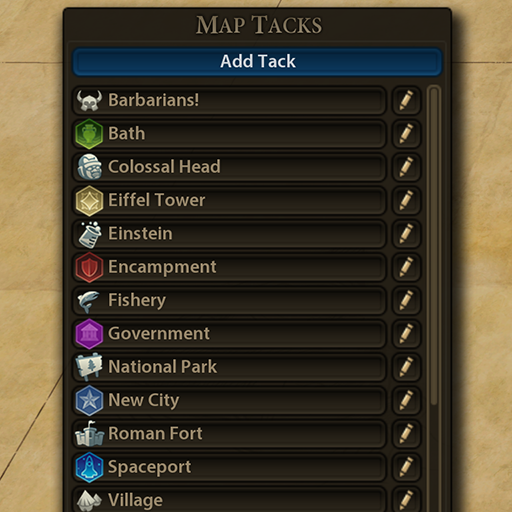 Map Tacks
Add Tack
Barbarians!
Bath
Colossal Head
Eiffel Tower
Einstein
Encampment
Fishery
Government
National Park
New City
Roman Fort
Spaceport
Village